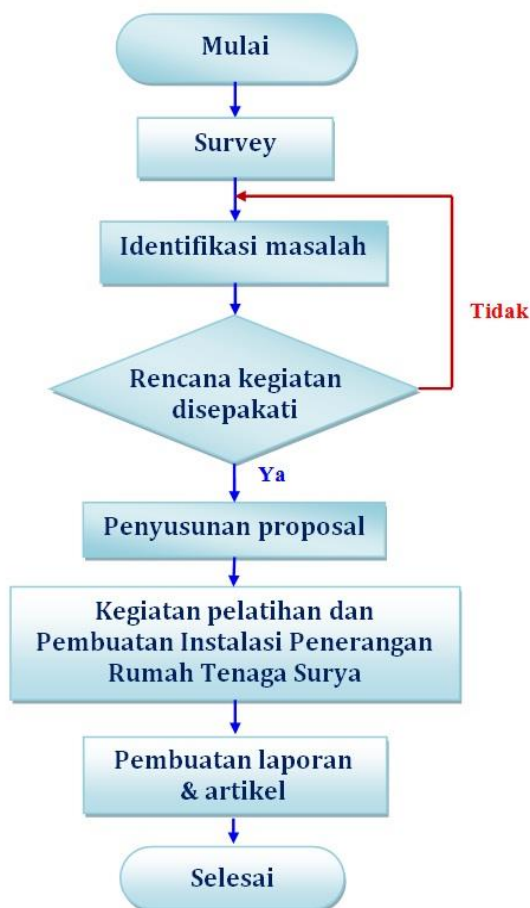 Mulai
Survey
Identifikasi masalah
Tidak
Rencana kegiatan
disepakati
Ya
Penyusunan proposal
Kegiatan pelatihan dan
Pembuatan Instalasi Penerangan
Rumah Tenaga Surya
Pembuatan laporan
& artikel
Selesai